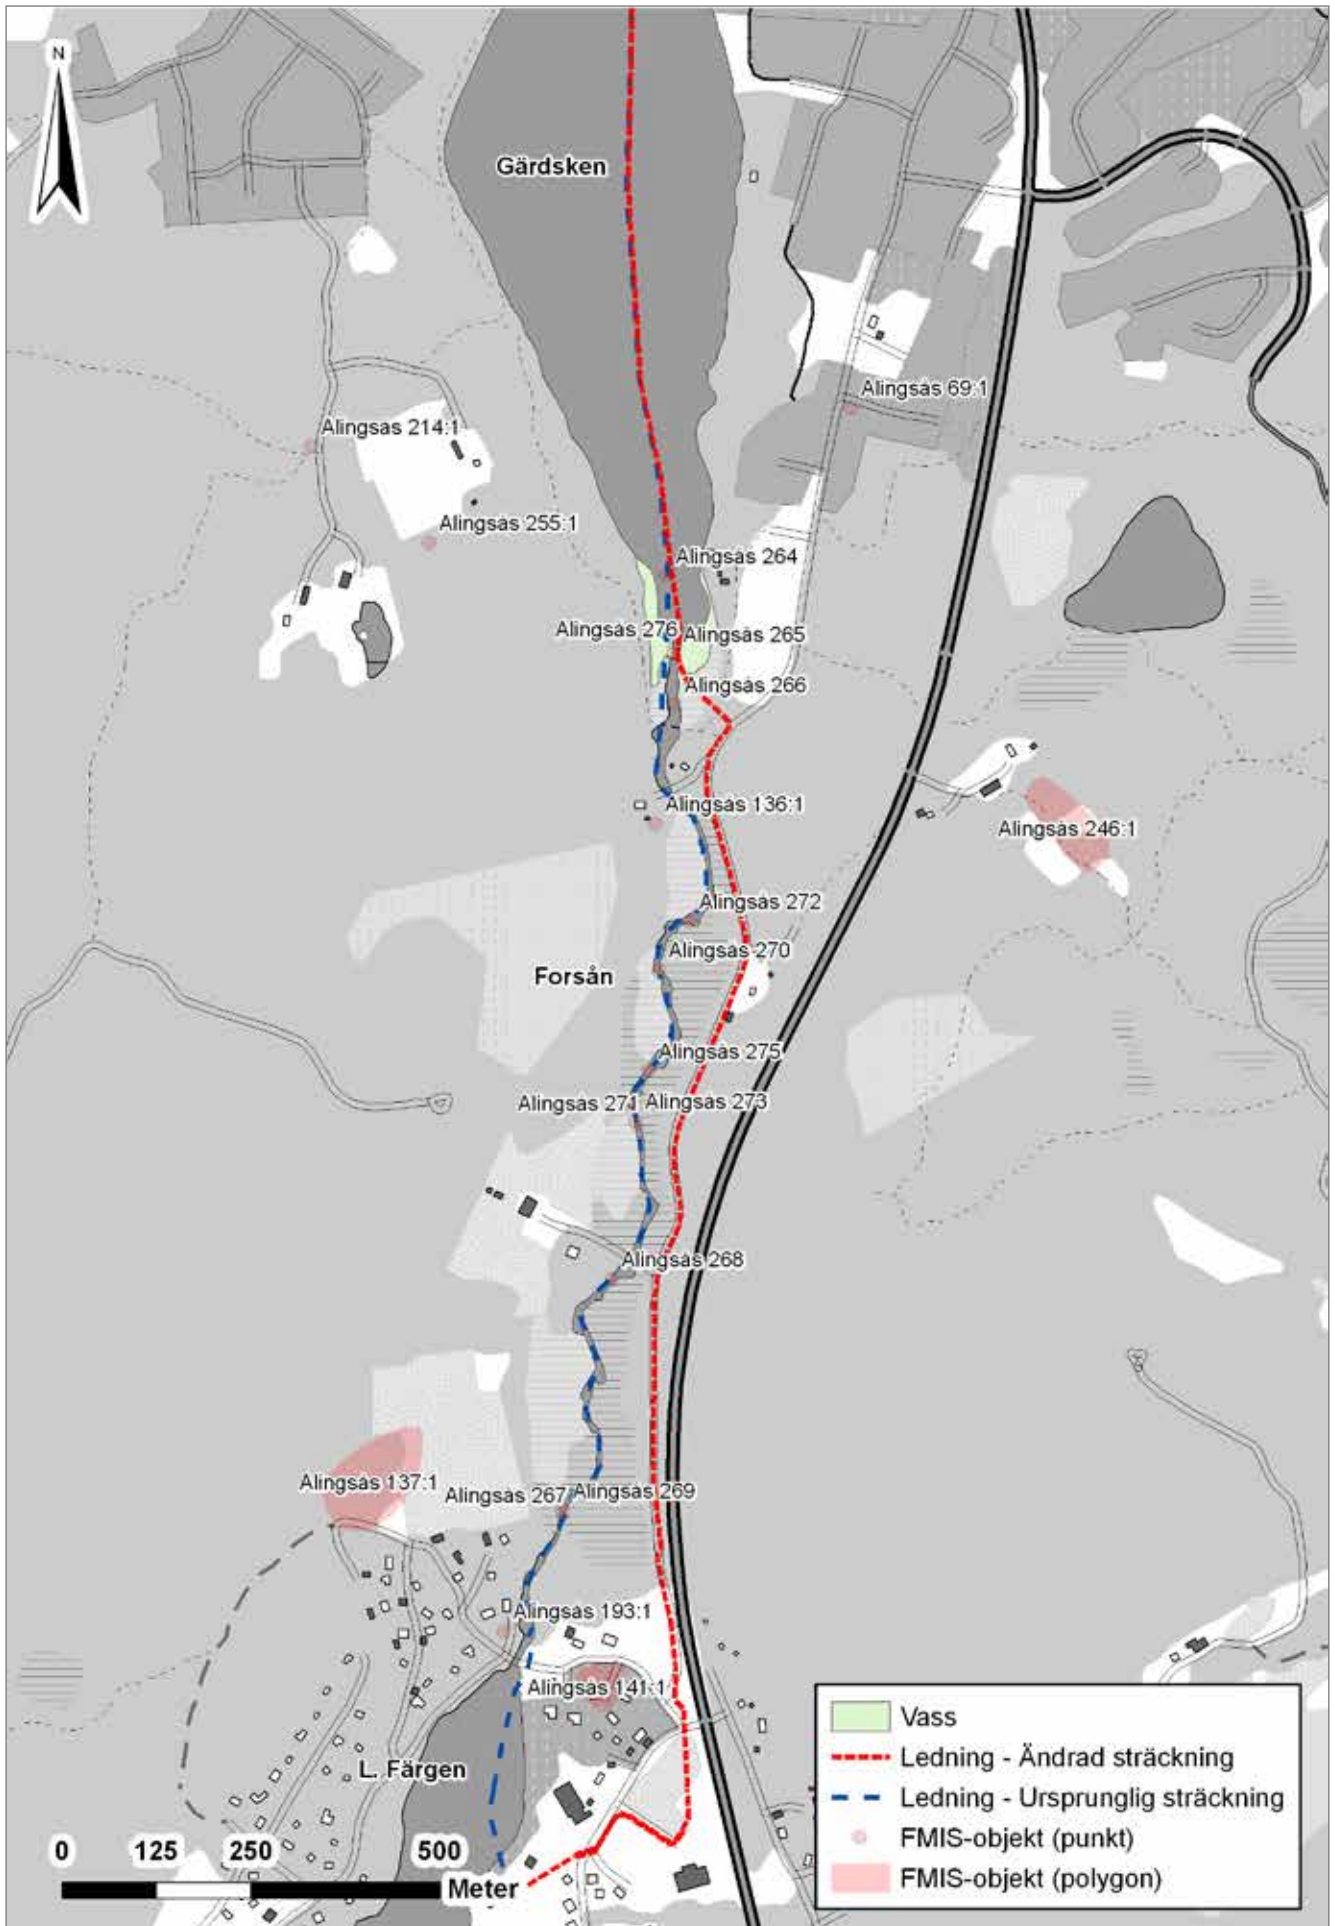 N
Gärdsken
Alingsås 69:1
Alingsås 214:1
Alingsås 255:1
Alingsås 264
Alingsås 276
Alingsås 265
Alingsås 266
Alingsås 136:1
Alingsås 246:1
Alingsås 272
Alingsås 270
Forsån
Alingsås 275
Alingsås 271
Alingsås 273
Alingsås 268
Alingsås 137:1
Alingsås 267
Alingsås 269
Alingsås 193:1
Alingsås 141:1
L. Färgen
0 125 250 500
Meter
Vass
Ledning - Ändrad sträckning
Ledning - Ursprunglig sträckning
FMIS-objekt (punkt)
FMIS-objekt (polygon)